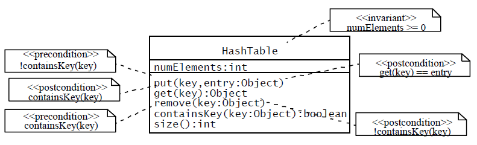 <<invariant>>
numElements >= 0
<<precondition>>
!containsKey(key)
HashTable
numElements:int
<<postcondition>>
get(key) == entry
<<postcondition>>
containsKey(key)
put(key,entry:Object)
get(key):Object
remove(key:Object)
containsKey(key:Object):boolean
size():int
<<precondition>>
containsKey(key)
<<postcondition>>
!containsKey(key)